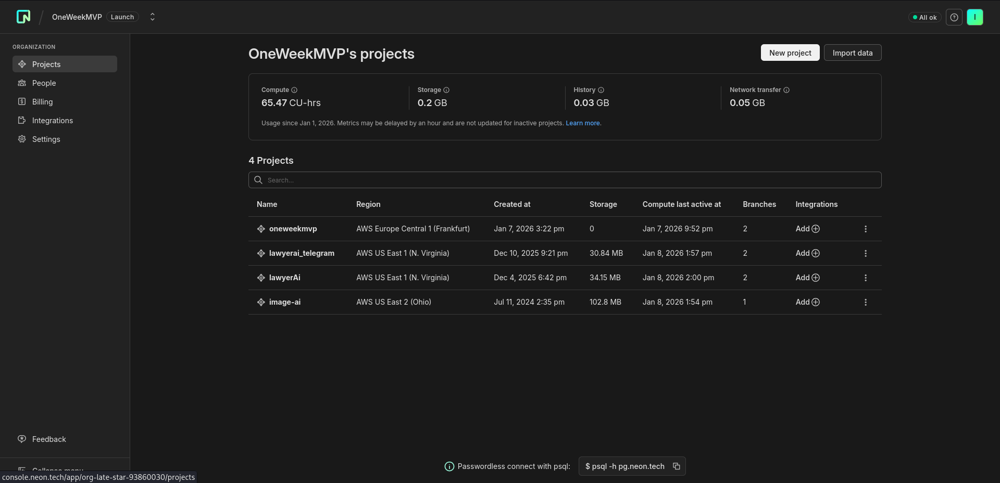 OneWeekMVP Launch
All ok
I
ORGANIZATION
Projects
People
Billing
Integrations
Settings
OneWeekMVP's projects
New project
Import data
Compute Storage History Network transfer
65.47 CU-hrs 0.2 GB 0.03 GB 0.05 GB
Usage since Jan 1, 2026. Metrics may be delayed by an hour and are not updated for inactive projects. Learn more.
4 Projects
Search...
Name Region Created at Storage Compute last active at Branches Integrations
oneweekmvp AWS Europe Central 1 (Frankfurt) Jan 7, 2026 3:22 pm 0 Jan 7, 2026 9:52 pm 2 Add
lawyerai_telegram AWS US East 1 (N. Virginia) Dec 10, 2025 9:21 pm 30.84 MB Jan 8, 2026 1:57 pm 2 Add
lawyerAi AWS US East 1 (N. Virginia) Dec 4, 2025 6:42 pm 34.15 MB Jan 8, 2026 2:00 pm 2 Add
image-ai AWS US East 2 (Ohio) Jul 11, 2024 2:35 pm 102.8 MB Jan 8, 2026 1:54 pm 1 Add
Feedback
Collapse menu
Passwordless connect with psql: $ psql -h pg.neon.tech
console.neon.tech/app/org-late-star-93860030/projects